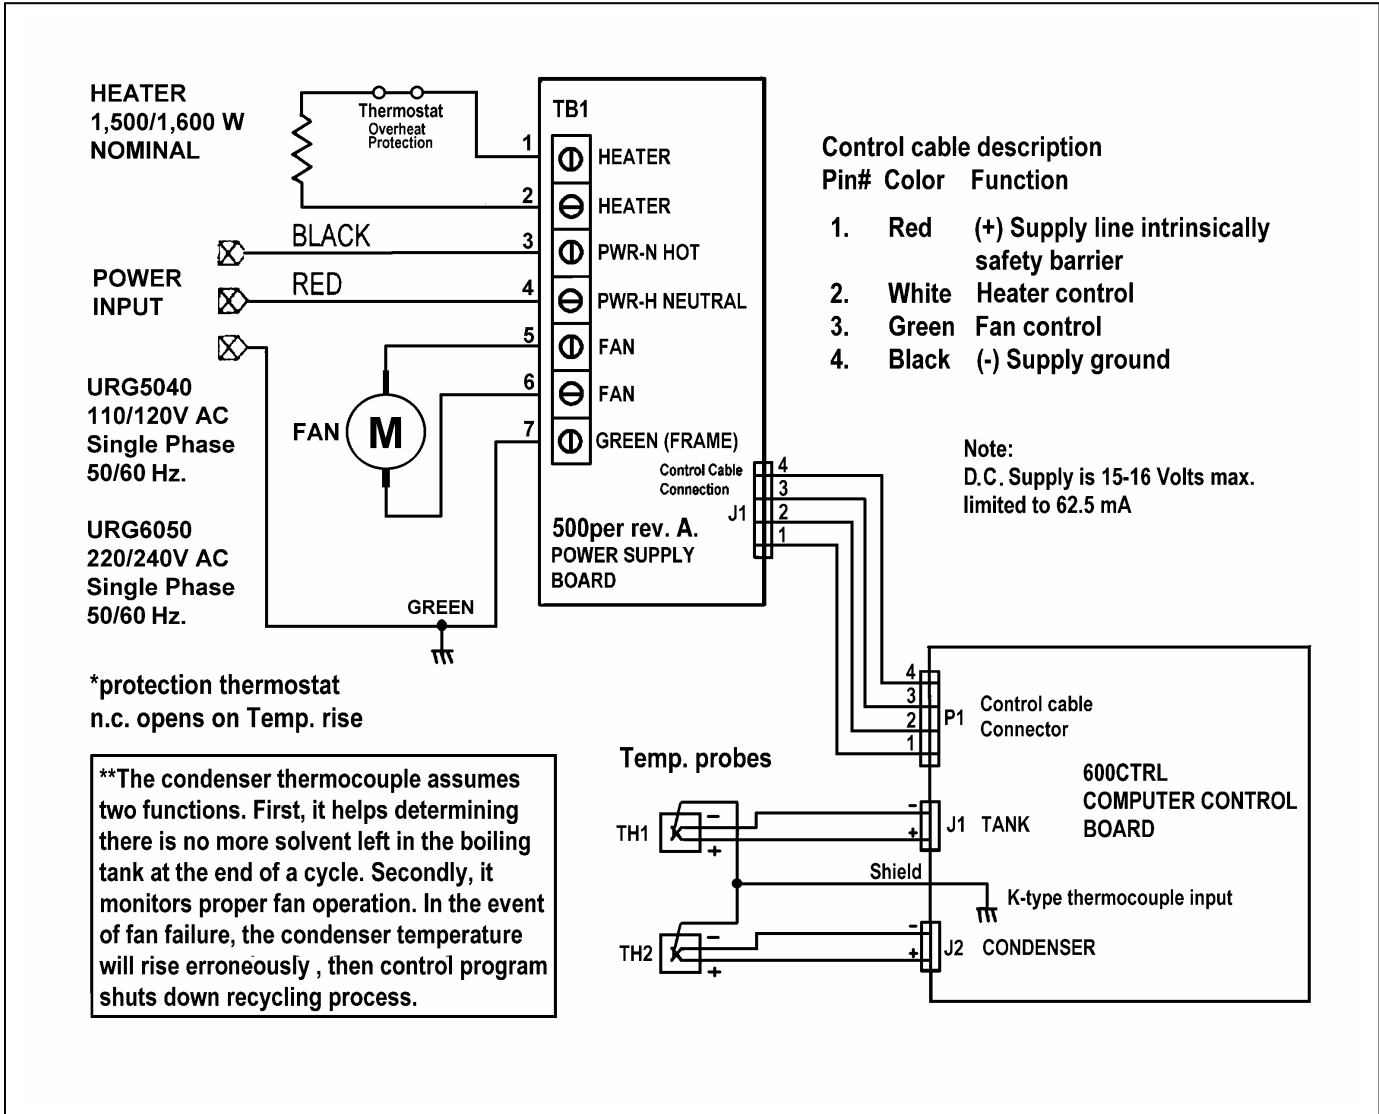 HEATER
1,500/1,600 W
NOMINAL
Thermostat
Overheat
Protection
TB1
1
HEATER
2
HEATER
BLACK
3
PWR-N HOT
POWER
INPUT
RED
4
PWR-H NEUTRAL
5
FAN
6
FAN
URG5040
110/120V AC
Single Phase
50/60 Hz.
FAN
M
7
GREEN (FRAME)
Control Cable
Connection
J1
4
3
2
1
500per rev. A.
POWER SUPPLY
BOARD
URG6050
220/240V AC
Single Phase
50/60 Hz.
GREEN
Control cable description
Pin# Color Function
1. Red (+) Supply line intrinsically
safety barrier
2. White Heater control
3. Green Fan control
4. Black (-) Supply ground
Note:
D.C. Supply is 15-16 Volts max.
limited to 62.5 mA
*protection thermostat
n.c. opens on Temp. rise
**The condenser thermocouple assumes
two functions. First, it helps determining
there is no more solvent left in the boiling
tank at the end of a cycle. Secondly, it
monitors proper fan operation. In the event
of fan failure, the condenser temperature
will rise erroneously , then control program
shuts down recycling process.
4
3
2
1
P1
Control cable
Connector
600CTRL
COMPUTER CONTROL
BOARD
Temp. probes
TH1
-
+
-
+
J1 TANK
Shield
K-type thermocouple input
TH2
-
+
-
+
J2 CONDENSER